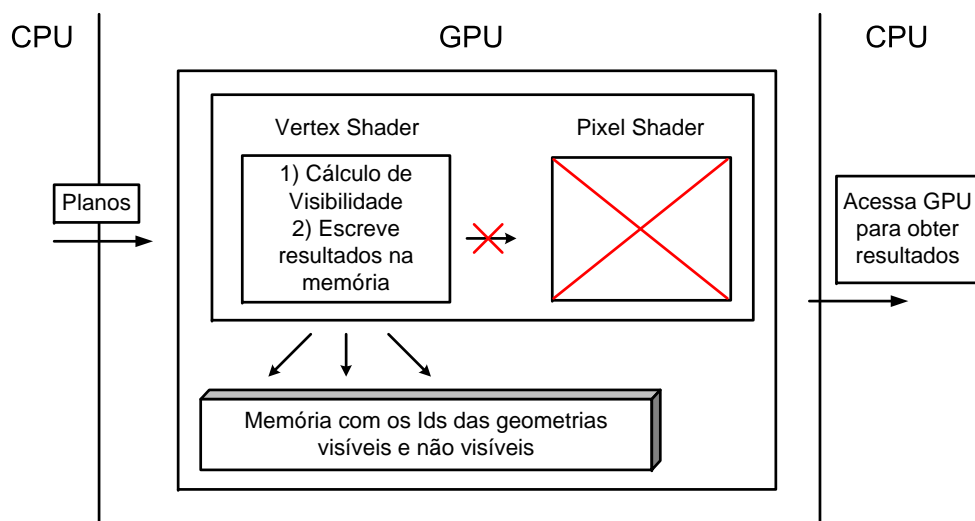 CPU
GPU
CPU
Vertex Shader
Pixel Shader
1) Cálculo de
Visibilidade
2) Escreve
resultados na
memória
Planos
Acessa GPU
para obter
resultados
Memória com os Ids das geometrias
visíveis e não visíveis